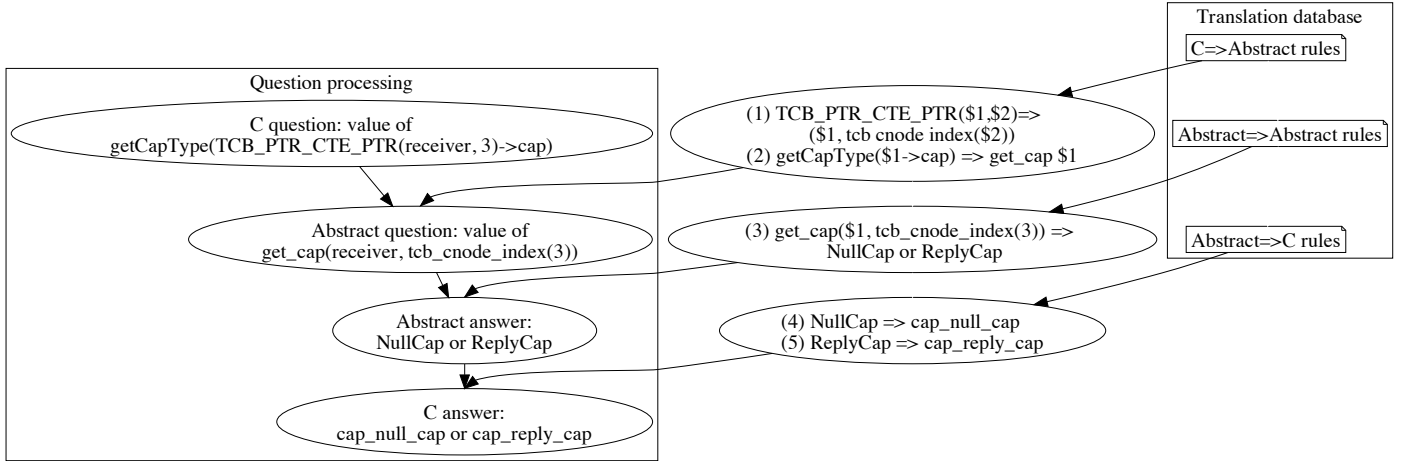 Translation database
C=>Abstract rules
Abstract=>Abstract rules
Abstract=>C rules
Question processing
C question: value of
getCapType(TCB_PTR_CTE_PTR(receiver, 3)->cap)
(1) TCB_PTR_CTE_PTR($1,$2)=>
($1, tcb cnode index($2))
(2) getCapType($1->cap) => get_cap $1
Abstract question: value of
get_cap(receiver, tcb_cnode_index(3))
(3) get_cap($1, tcb_cnode_index(3)) =>
NullCap or ReplyCap
Abstract answer:
NullCap or ReplyCap
(4) NullCap => cap_null_cap
(5) ReplyCap => cap_reply_cap
C answer:
cap_null_cap or cap_reply_cap